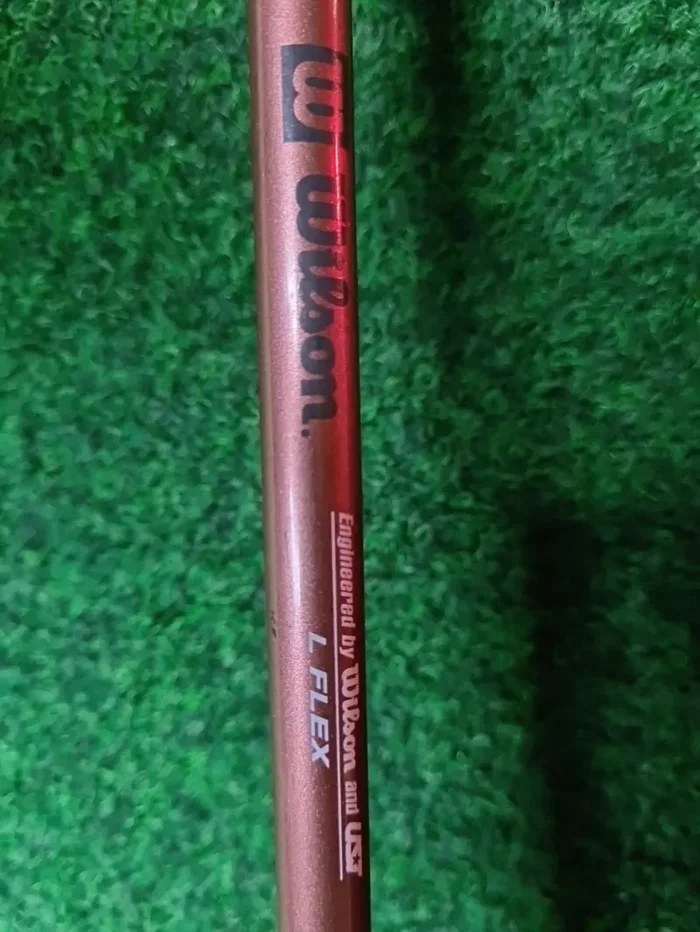 W Wilson.
Engineered by Wilson and UST
L FLEX